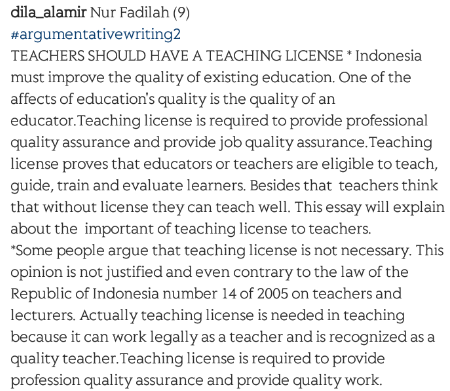 dila_alamir Nur Fadilah (9)
#argumentativewriting2
TEACHERS SHOULD HAVE A TEACHING LICENSE * Indonesia
must improve the quality of existing education. One of the
affects of education's quality is the quality of an
educator.Teaching license is required to provide professional
quality assurance and provide job quality assurance.Teaching
license proves that educators or teachers are eligible to teach,
guide, train and evaluate learners. Besides that  teachers think
that without license they can teach well. This essay will explain
about the  important of teaching license to teachers.
*Some people argue that teaching license is not necessary. This
opinion is not justified and even contrary to the law of the
Republic of Indonesia number 14 of 2005 on teachers and
lecturers. Actually teaching license is needed in teaching
because it can work legally as a teacher and is recognized as a
quality teacher.Teaching license is required to provide
profession quality assurance and provide quality work.